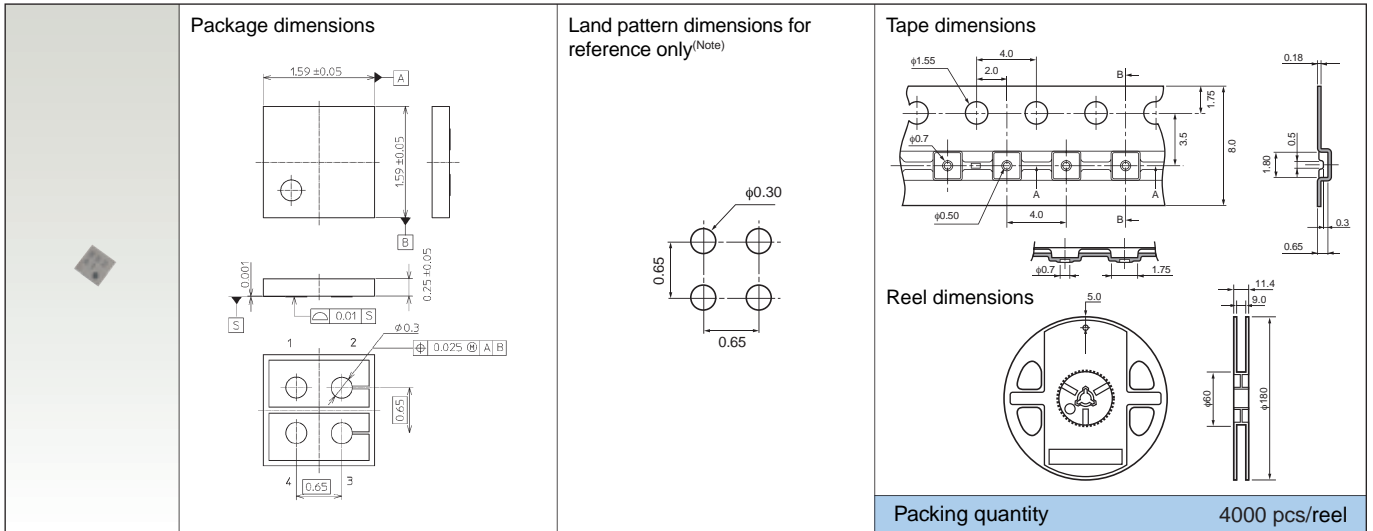 Package dimensions
1.59 ±0.05
A
1.59 ±0.05
B
0.001
0.25 ±0.05
S
⌓ 0.01 S
φ0.3
⌖ 0.025 Ⓜ A B
1
2
0.65
4
0.65
3
Land pattern dimensions for
reference only(Note)
φ0.30
0.65
0.65
Tape dimensions
4.0
φ1.55
2.0
B
1.75
φ0.7
3.5
8.0
A
A
φ0.50
4.0
B
φ0.7
1.75
0.18
0.5
1.80
0.3
0.65
Reel dimensions
5.0
11.4
9.0
φ60
φ180
Packing quantity 4000 pcs/reel